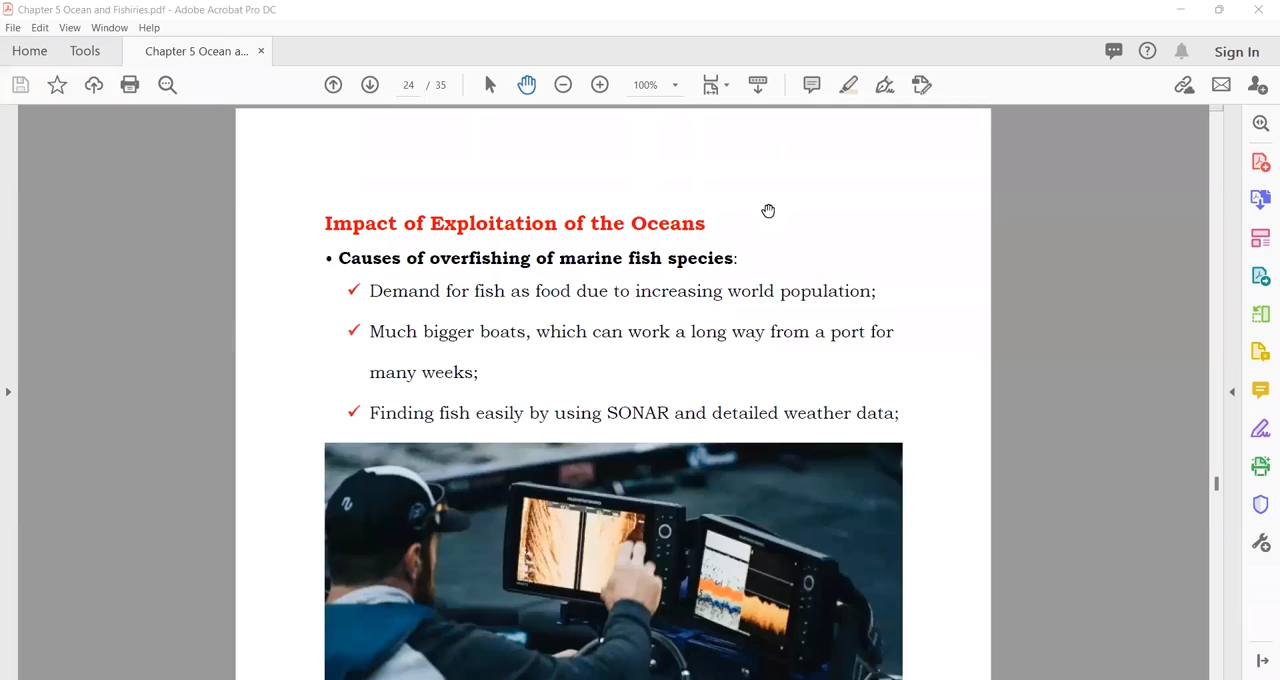 Chapter 5 Ocean and Fishiries.pdf - Adobe Acrobat Pro DC
File Edit View Window Help
Home Tools Chapter 5 Ocean a... × Sign In
24 / 35 100%
Impact of Exploitation of the Oceans
• Causes of overfishing of marine fish species:
✓ Demand for fish as food due to increasing world population;
✓ Much bigger boats, which can work a long way from a port for
many weeks;
✓ Finding fish easily by using SONAR and detailed weather data;